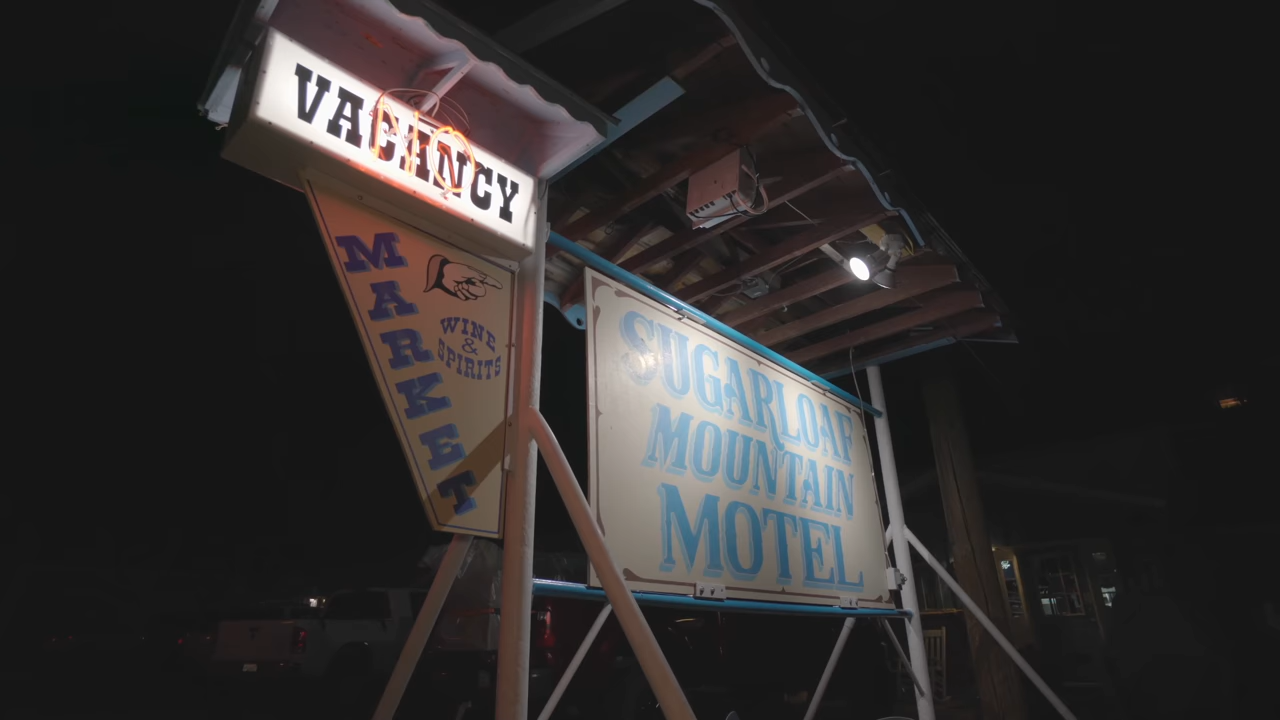 NO
VACANCY
MARKET
WINE
&
SPIRITS
SUGARLOAF
MOUNTAIN
MOTEL